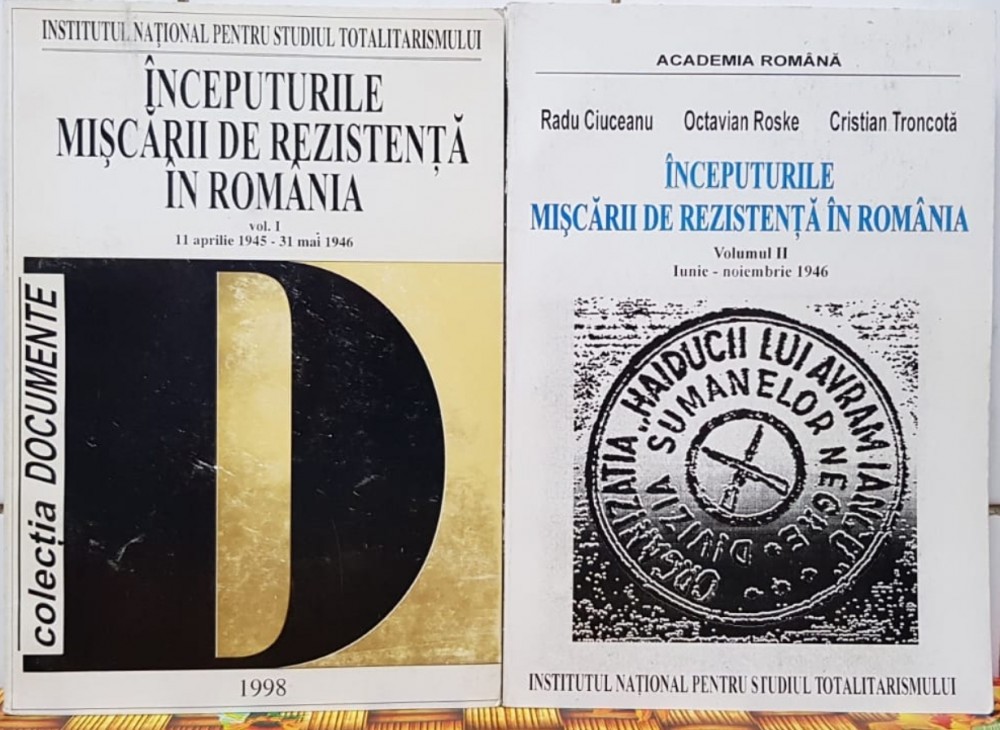 INSTITUTUL NAȚIONAL PENTRU STUDIUL TOTALITARISMULUI
ÎNCEPUTURILE
MIȘCĂRII DE REZISTENȚĂ
ÎN ROMÂNIA
vol. I
11 aprilie 1945 - 31 mai 1946
colecția DOCUMENTE
D
1998
ACADEMIA ROMÂNĂ
Radu Ciuceanu Octavian Roske Cristian Troncotă
ÎNCEPUTURILE
MIȘCĂRII DE REZISTENȚĂ ÎN ROMÂNIA
Volumul II
Iunie - noiembrie 1946
ORGANIZATIA „HAIDUCII LUI AVRAM IANCU"
DIVIZIA SUMANELOR NEGRE
INSTITUTUL NAȚIONAL PENTRU STUDIUL TOTALITARISMULUI